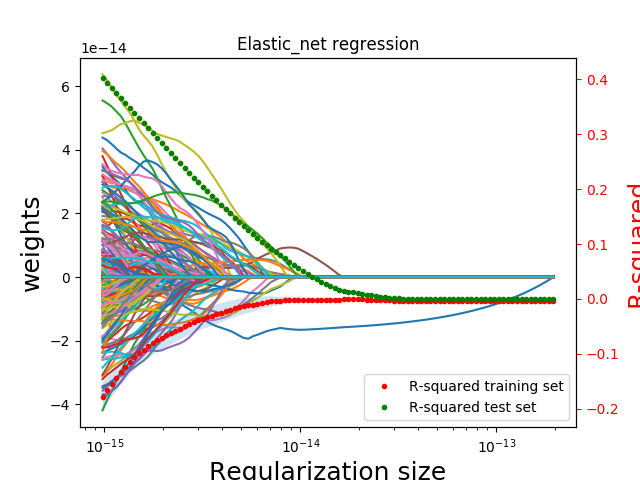 Elastic_net regression
1e−14
6
4
2
0
−2
−4
weights
0.4
0.3
0.2
0.1
0.0
−0.1
−0.2
R-squared
R-squared training set
R-squared test set
10⁻¹⁵
10⁻¹⁴
10⁻¹³
Regularization size